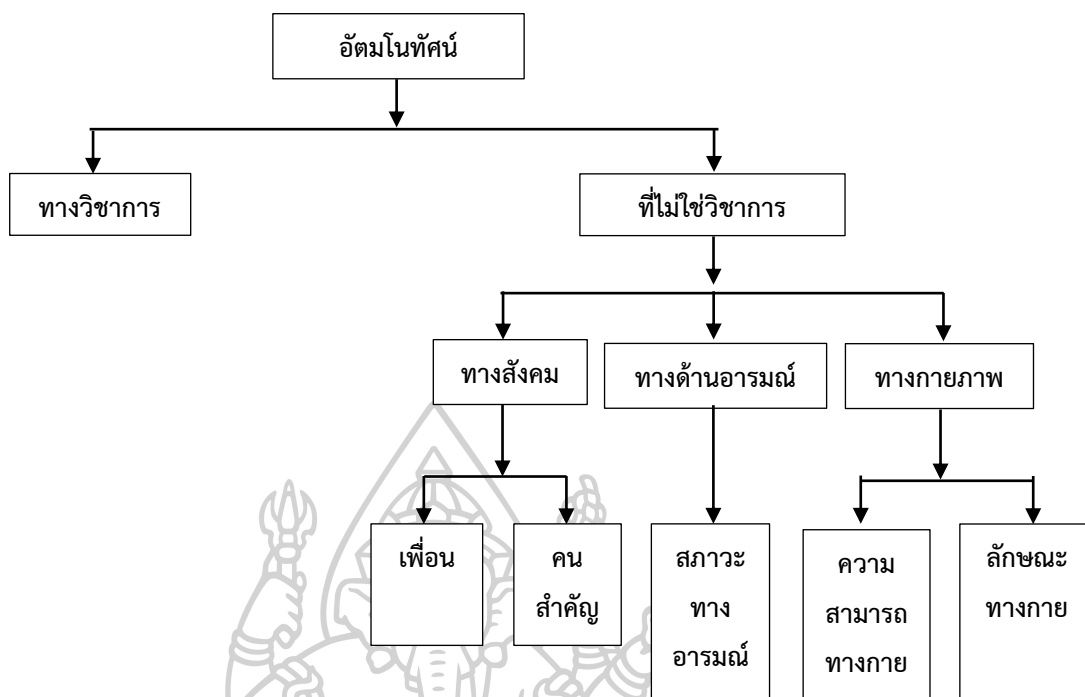 อัตมโนทัศน์
ทางวิชาการ
ที่ไม่ใช่วิชาการ
ทางสังคม
ทางด้านอารมณ์
ทางกายภาพ
เพื่อน
คน
สำคัญ
สภาวะ
ทาง
อารมณ์
ความ
สามารถ
ทางกาย
ลักษณะ
ทางกาย